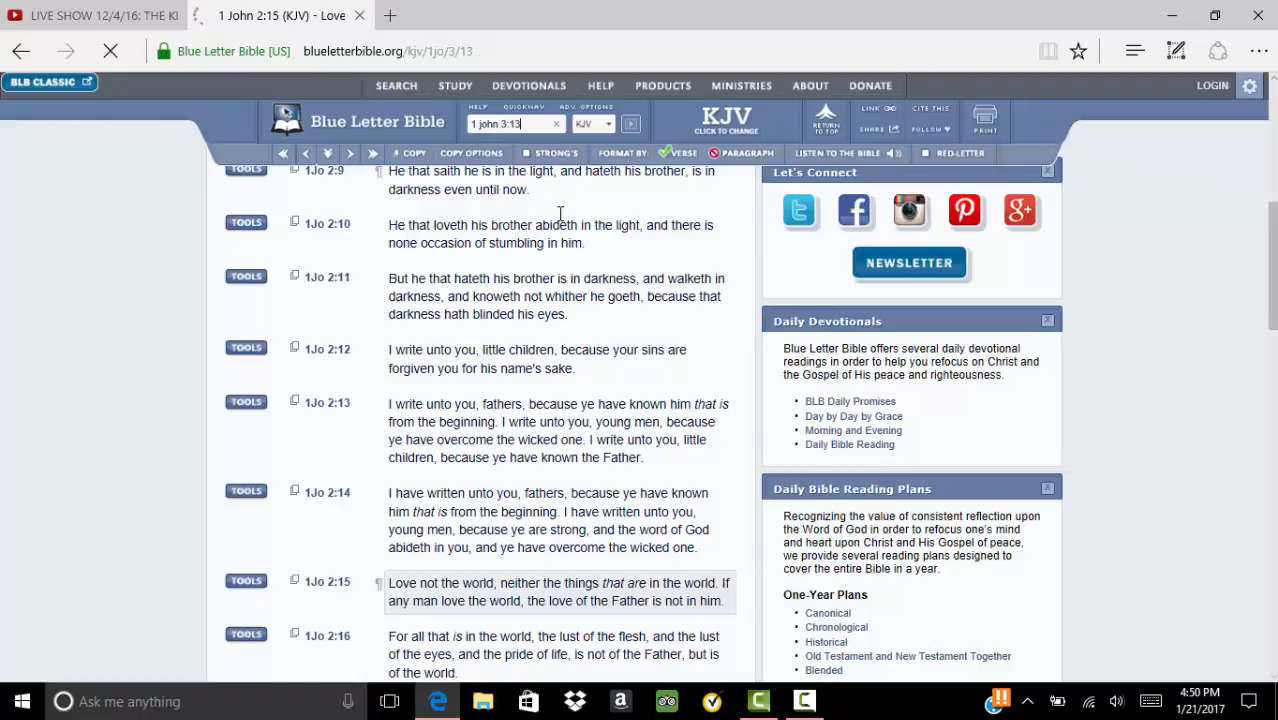 LIVE SHOW 12/4/16: THE KI
1 John 2:15 (KJV) - Love
Blue Letter Bible [US]
blueletterbible.org/kjv/1jo/3/13
BLB CLASSIC
SEARCH STUDY DEVOTIONALS HELP PRODUCTS MINISTRIES ABOUT DONATE
LOGIN
Blue Letter Bible
HELP QUICKNAV ADV. OPTIONS
1 john 3:13
KJV
KJV
CLICK TO CHANGE
RETURN
TO TOP
LINK
CITE THIS
SHARE
FOLLOW
PRINT
COPY COPY OPTIONS STRONG'S FORMAT BY VERSE PARAGRAPH LISTEN TO THE BIBLE RED-LETTER
TOOLS 1Jo 2:9 ¶ He that saith he is in the light, and hateth his brother, is in
darkness even until now.
TOOLS 1Jo 2:10 He that loveth his brother abideth in the light, and there is
none occasion of stumbling in him.
TOOLS 1Jo 2:11 But he that hateth his brother is in darkness, and walketh in
darkness, and knoweth not whither he goeth, because that
darkness hath blinded his eyes.
TOOLS 1Jo 2:12 I write unto you, little children, because your sins are
forgiven you for his name's sake.
TOOLS 1Jo 2:13 I write unto you, fathers, because ye have known him that is
from the beginning. I write unto you, young men, because
ye have overcome the wicked one. I write unto you, little
children, because ye have known the Father.
TOOLS 1Jo 2:14 I have written unto you, fathers, because ye have known
him that is from the beginning. I have written unto you,
young men, because ye are strong, and the word of God
abideth in you, and ye have overcome the wicked one.
TOOLS 1Jo 2:15 ¶ Love not the world, neither the things that are in the world. If
any man love the world, the love of the Father is not in him.
TOOLS 1Jo 2:16 For all that is in the world, the lust of the flesh, and the lust
of the eyes, and the pride of life, is not of the Father, but is
of the world.
Let's Connect
NEWSLETTER
Daily Devotionals
Blue Letter Bible offers several daily devotional
readings in order to help you refocus on Christ and
the Gospel of His peace and righteousness.
BLB Daily Promises
Day by Day by Grace
Morning and Evening
Daily Bible Reading
Daily Bible Reading Plans
Recognizing the value of consistent reflection upon
the Word of God in order to refocus one's mind
and heart upon Christ and His Gospel of peace,
we provide several reading plans designed to
cover the entire Bible in a year.
One-Year Plans
Canonical
Chronological
Historical
Old Testament and New Testament Together
Blended
Ask me anything
4:50 PM
1/21/2017